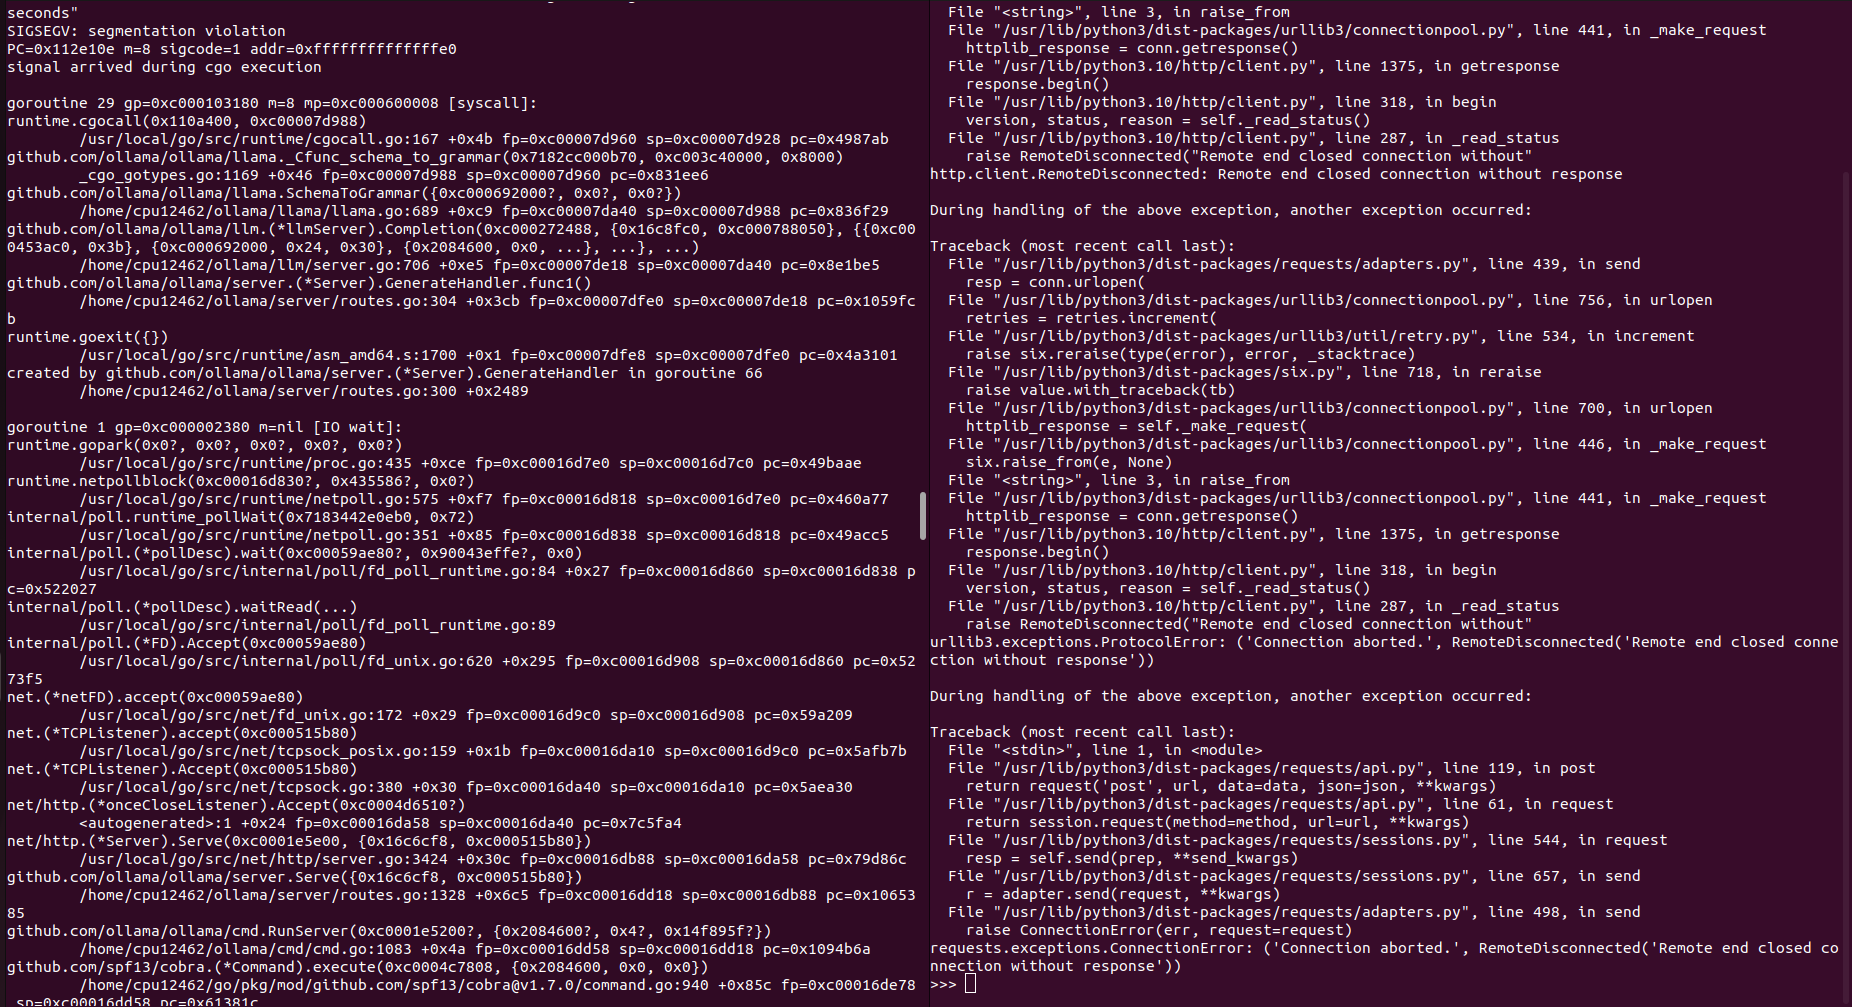 seconds"
SIGSEGV: segmentation violation
PC=0x112e10e m=8 sigcode=1 addr=0xffffffffffffffe0
signal arrived during cgo execution

goroutine 29 gp=0xc000103180 m=8 mp=0xc000600008 [syscall]:
runtime.cgocall(0x110a400, 0xc00007d988)
        /usr/local/go/src/runtime/cgocall.go:167 +0x4b fp=0xc00007d960 sp=0xc00007d928 pc=0x4987ab
github.com/ollama/ollama/llama._Cfunc_schema_to_grammar(0x7182cc000b70, 0xc003c40000, 0x8000)
        _cgo_gotypes.go:1169 +0x46 fp=0xc00007d988 sp=0xc00007d960 pc=0x831ee6
github.com/ollama/ollama/llama.SchemaToGrammar({0xc000692000?, 0x0?, 0x0?})
        /home/cpu12462/ollama/llama/llama.go:689 +0xc9 fp=0xc00007da40 sp=0xc00007d988 pc=0x836f29
github.com/ollama/ollama/llm.(*llmServer).Completion(0xc000272488, {0x16c8fc0, 0xc000788050}, {{0xc00
0453ac0, 0x3b}, {0xc000692000, 0x24, 0x30}, {0x2084600, 0x0, ...}, ...}, ...)
        /home/cpu12462/ollama/llm/server.go:706 +0xe5 fp=0xc00007de18 sp=0xc00007da40 pc=0x8e1be5
github.com/ollama/ollama/server.(*Server).GenerateHandler.func1()
        /home/cpu12462/ollama/server/routes.go:304 +0x3cb fp=0xc00007dfe0 sp=0xc00007de18 pc=0x1059fc
b
runtime.goexit({})
        /usr/local/go/src/runtime/asm_amd64.s:1700 +0x1 fp=0xc00007dfe8 sp=0xc00007dfe0 pc=0x4a3101
created by github.com/ollama/ollama/server.(*Server).GenerateHandler in goroutine 66
        /home/cpu12462/ollama/server/routes.go:300 +0x2489

goroutine 1 gp=0xc000002380 m=nil [IO wait]:
runtime.gopark(0x0?, 0x0?, 0x0?, 0x0?, 0x0?)
        /usr/local/go/src/runtime/proc.go:435 +0xce fp=0xc00016d7e0 sp=0xc00016d7c0 pc=0x49baae
runtime.netpollblock(0xc00016d830?, 0x435586?, 0x0?)
        /usr/local/go/src/runtime/netpoll.go:575 +0xf7 fp=0xc00016d818 sp=0xc00016d7e0 pc=0x460a77
internal/poll.runtime_pollWait(0x7183442e0eb0, 0x72)
        /usr/local/go/src/runtime/netpoll.go:351 +0x85 fp=0xc00016d838 sp=0xc00016d818 pc=0x49acc5
internal/poll.(*pollDesc).wait(0xc00059ae80?, 0x90043effe?, 0x0)
        /usr/local/go/src/internal/poll/fd_poll_runtime.go:84 +0x27 fp=0xc00016d860 sp=0xc00016d838 p
c=0x522027
internal/poll.(*pollDesc).waitRead(...)
        /usr/local/go/src/internal/poll/fd_poll_runtime.go:89
internal/poll.(*FD).Accept(0xc00059ae80)
        /usr/local/go/src/internal/poll/fd_unix.go:620 +0x295 fp=0xc00016d908 sp=0xc00016d860 pc=0x52
73f5
net.(*netFD).accept(0xc00059ae80)
        /usr/local/go/src/net/fd_unix.go:172 +0x29 fp=0xc00016d9c0 sp=0xc00016d908 pc=0x59a209
net.(*TCPListener).accept(0xc000515b80)
        /usr/local/go/src/net/tcpsock_posix.go:159 +0x1b fp=0xc00016da10 sp=0xc00016d9c0 pc=0x5afb7b
net.(*TCPListener).Accept(0xc000515b80)
        /usr/local/go/src/net/tcpsock.go:380 +0x30 fp=0xc00016da40 sp=0xc00016da10 pc=0x5aea30
net/http.(*onceCloseListener).Accept(0xc0004d6510?)
        <autogenerated>:1 +0x24 fp=0xc00016da58 sp=0xc00016da40 pc=0x7c5fa4
net/http.(*Server).Serve(0xc0001e5e00, {0x16c6cf8, 0xc000515b80})
        /usr/local/go/src/net/http/server.go:3424 +0x30c fp=0xc00016db88 sp=0xc00016da58 pc=0x79d86c
github.com/ollama/ollama/server.Serve({0x16c6cf8, 0xc000515b80})
        /home/cpu12462/ollama/server/routes.go:1328 +0x6c5 fp=0xc00016dd18 sp=0xc00016db88 pc=0x10653
85
github.com/ollama/ollama/cmd.RunServer(0xc0001e5200?, {0x2084600?, 0x4?, 0x14f895f?})
        /home/cpu12462/ollama/cmd/cmd.go:1083 +0x4a fp=0xc00016dd58 sp=0xc00016dd18 pc=0x1094b6a
github.com/spf13/cobra.(*Command).execute(0xc0004c7808, {0x2084600, 0x0, 0x0})
        /home/cpu12462/go/pkg/mod/github.com/spf13/cobra@v1.7.0/command.go:940 +0x85c fp=0xc00016de78
 sp=0xc00016dd58 pc=0x61381c
  File "<string>", line 3, in raise_from
  File "/usr/lib/python3/dist-packages/urllib3/connectionpool.py", line 441, in _make_request
    httplib_response = conn.getresponse()
  File "/usr/lib/python3.10/http/client.py", line 1375, in getresponse
    response.begin()
  File "/usr/lib/python3.10/http/client.py", line 318, in begin
    version, status, reason = self._read_status()
  File "/usr/lib/python3.10/http/client.py", line 287, in _read_status
    raise RemoteDisconnected("Remote end closed connection without"
http.client.RemoteDisconnected: Remote end closed connection without response

During handling of the above exception, another exception occurred:

Traceback (most recent call last):
  File "/usr/lib/python3/dist-packages/requests/adapters.py", line 439, in send
    resp = conn.urlopen(
  File "/usr/lib/python3/dist-packages/urllib3/connectionpool.py", line 756, in urlopen
    retries = retries.increment(
  File "/usr/lib/python3/dist-packages/urllib3/util/retry.py", line 534, in increment
    raise six.reraise(type(error), error, _stacktrace)
  File "/usr/lib/python3/dist-packages/six.py", line 718, in reraise
    raise value.with_traceback(tb)
  File "/usr/lib/python3/dist-packages/urllib3/connectionpool.py", line 700, in urlopen
    httplib_response = self._make_request(
  File "/usr/lib/python3/dist-packages/urllib3/connectionpool.py", line 446, in _make_request
    six.raise_from(e, None)
  File "<string>", line 3, in raise_from
  File "/usr/lib/python3/dist-packages/urllib3/connectionpool.py", line 441, in _make_request
    httplib_response = conn.getresponse()
  File "/usr/lib/python3.10/http/client.py", line 1375, in getresponse
    response.begin()
  File "/usr/lib/python3.10/http/client.py", line 318, in begin
    version, status, reason = self._read_status()
  File "/usr/lib/python3.10/http/client.py", line 287, in _read_status
    raise RemoteDisconnected("Remote end closed connection without"
urllib3.exceptions.ProtocolError: ('Connection aborted.', RemoteDisconnected('Remote end closed conne
ction without response'))

During handling of the above exception, another exception occurred:

Traceback (most recent call last):
  File "<stdin>", line 1, in <module>
  File "/usr/lib/python3/dist-packages/requests/api.py", line 119, in post
    return request('post', url, data=data, json=json, **kwargs)
  File "/usr/lib/python3/dist-packages/requests/api.py", line 61, in request
    return session.request(method=method, url=url, **kwargs)
  File "/usr/lib/python3/dist-packages/requests/sessions.py", line 544, in request
    resp = self.send(prep, **send_kwargs)
  File "/usr/lib/python3/dist-packages/requests/sessions.py", line 657, in send
    r = adapter.send(request, **kwargs)
  File "/usr/lib/python3/dist-packages/requests/adapters.py", line 498, in send
    raise ConnectionError(err, request=request)
requests.exceptions.ConnectionError: ('Connection aborted.', RemoteDisconnected('Remote end closed co
nnection without response'))
>>>